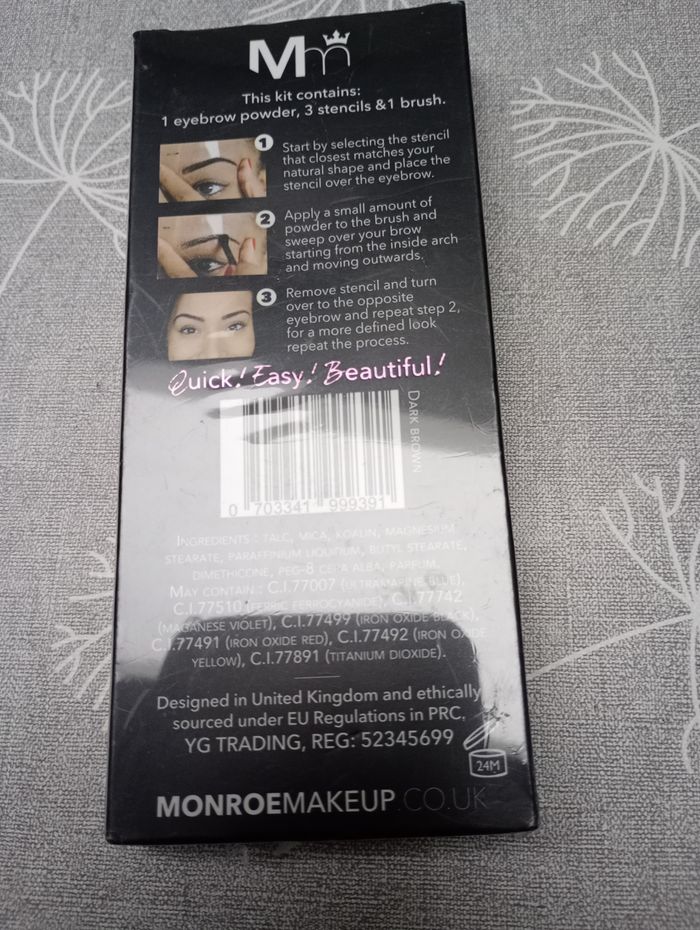 Mm
This kit contains:
1 eyebrow powder, 3 stencils &1 brush.
1
Start by selecting the stencil
that closest matches your
natural shape and place the
stencil over the eyebrow.
2
Apply a small amount of
powder to the brush and
sweep over your brow
starting from the inside arch
and moving outwards.
3
Remove stencil and turn
over to the opposite
eyebrow and repeat step 2,
for a more defined look
repeat the process.
Quick! Easy! Beautiful!
DARK BROWN
0 703341 999391
INGREDIENTS : TALC, MICA, KOALIN, MAGNESIUM
STEARATE, PARAFFINIUM LIQUITIUM, BUTYL STEARATE,
DIMETHICONE, PEG-8 CERA ALBA, PARFUM.
MAY CONTAIN : C.I.77007 (ULTRAMARINE BLUE),
C.I.77510 (FERRIC FERROCYANIDE), C.I.77742
(MAGANESE VIOLET), C.I.77499 (IRON OXIDE BLACK),
C.I.77491 (IRON OXIDE RED), C.I.77492 (IRON OXIDE
YELLOW), C.I.77891 (TITANIUM DIOXIDE).
Designed in United Kingdom and ethically
sourced under EU Regulations in PRC,
YG TRADING, REG: 52345699
24M
MONROEMAKEUP.CO.UK